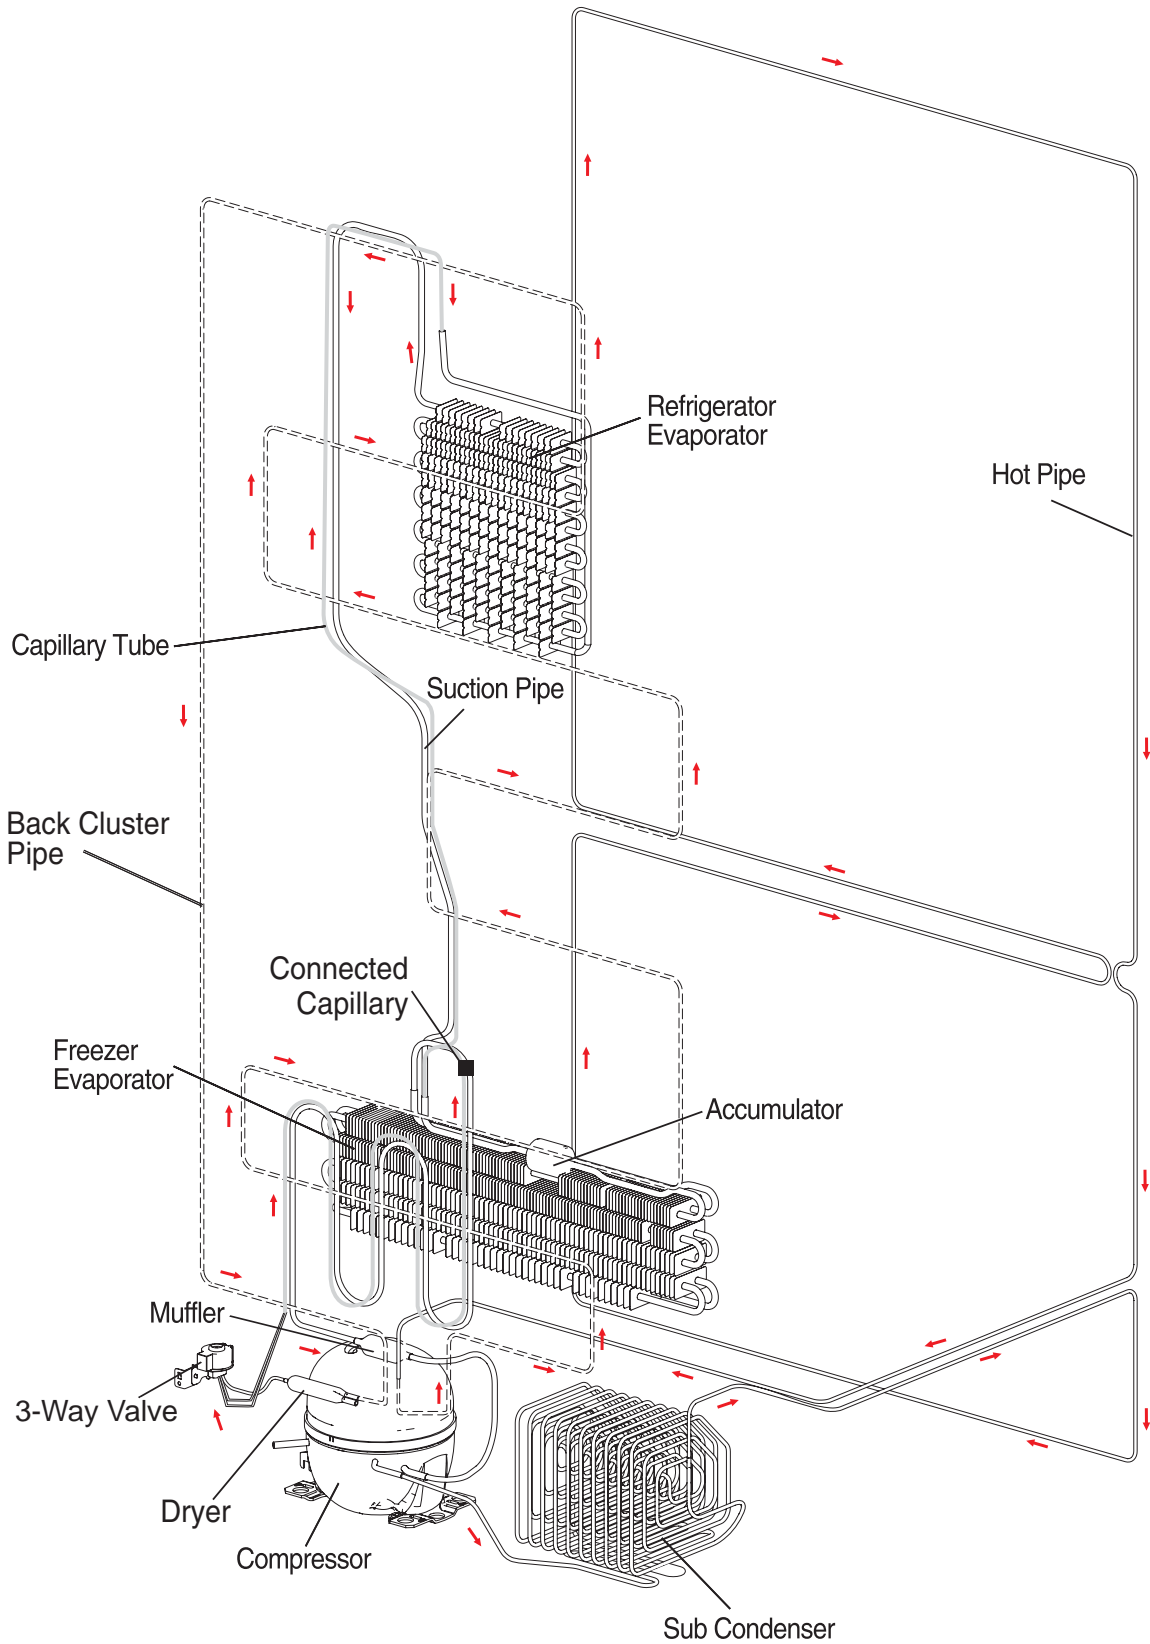 Refrigerator
Evaporator
Hot Pipe
Capillary Tube
Suction Pipe
Back Cluster
Pipe
Connected
Capillary
Freezer
Evaporator
Accumulator
Muffler
3-Way Valve
Dryer
Compressor
Sub Condenser